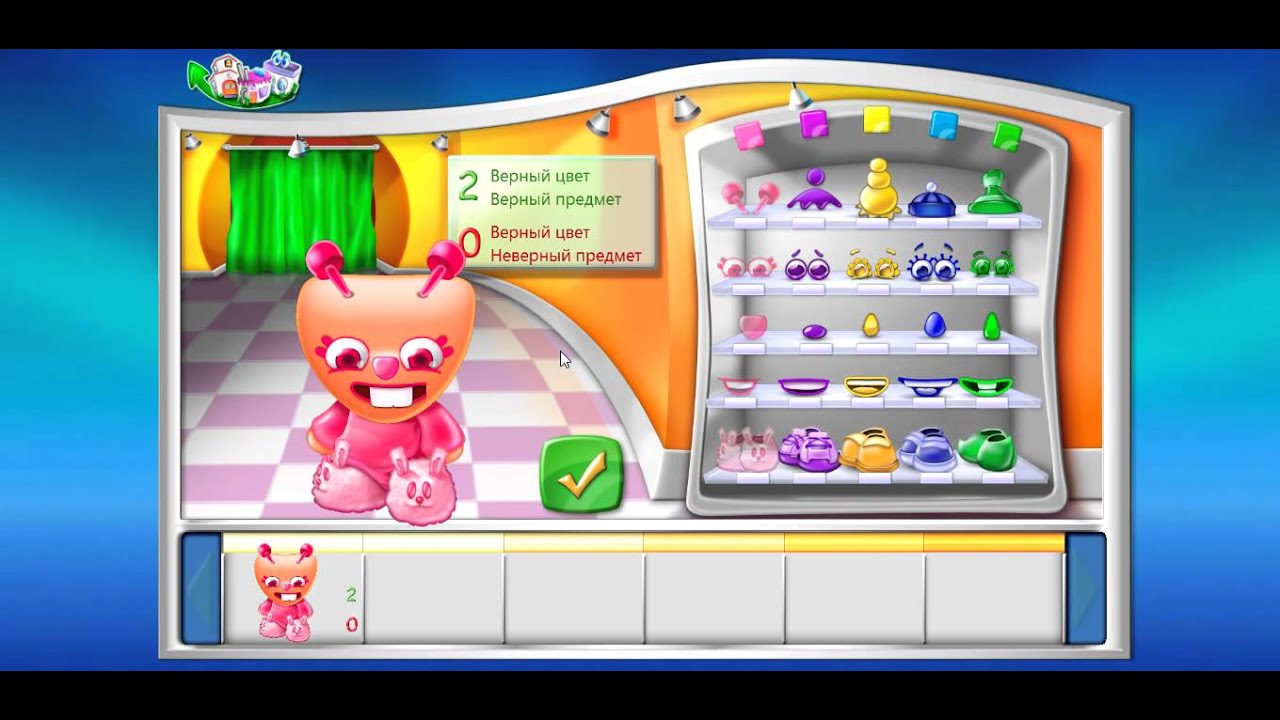 2 Верный цвет
Верный предмет
0 Верный цвет
Неверный предмет
2
0